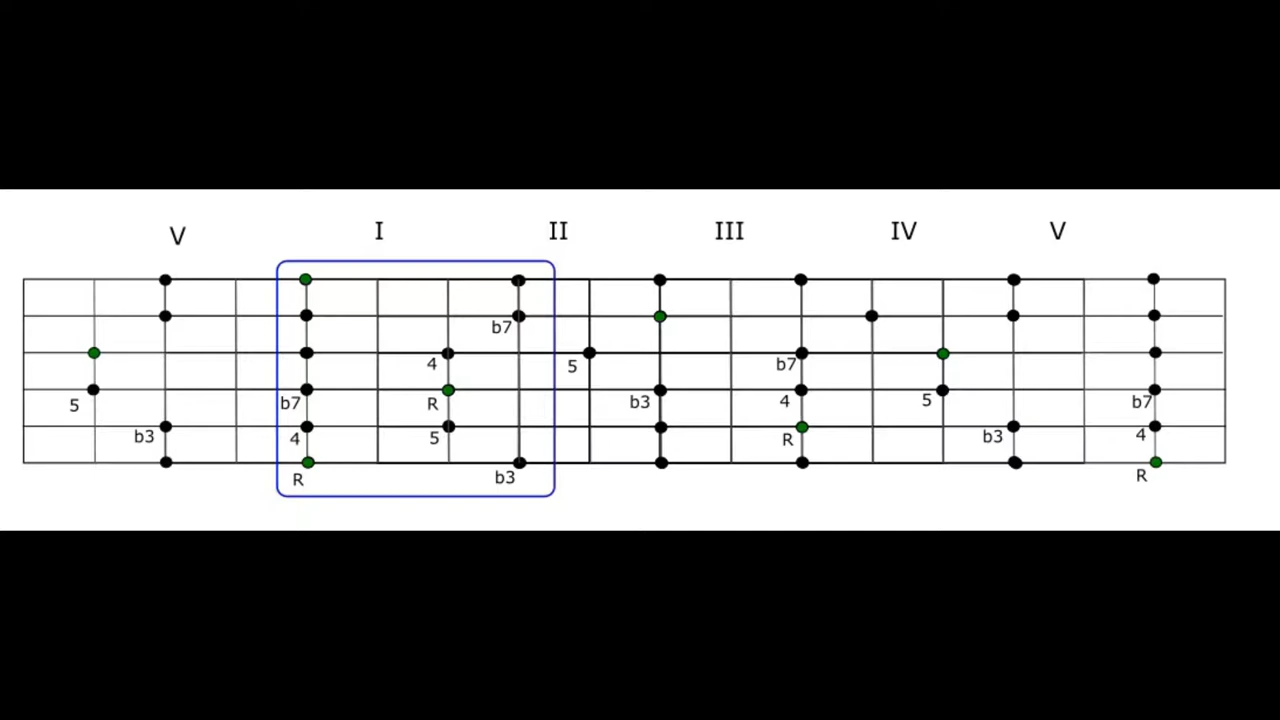 V I II III IV V
b7
4 5 b7
5 b7 R b3 4 5 b7
b3 4 5 R b3 4
R b3 R